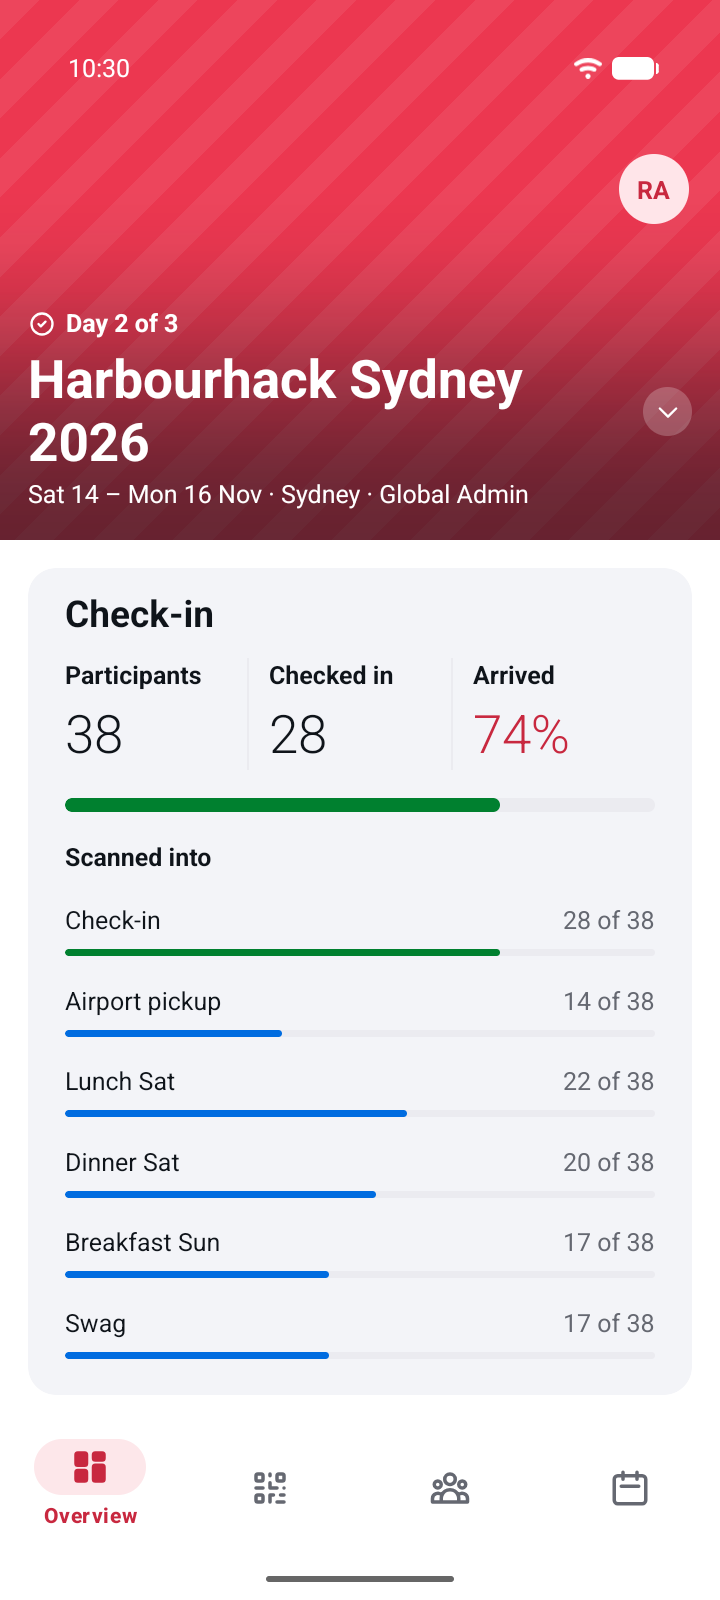 10:30
RA
Day 2 of 3
Harbourhack Sydney
2026
Sat 14 – Mon 16 Nov · Sydney · Global Admin
Check-in
Participants
Checked in
Arrived
38
28
74%
Scanned into
Check-in
28 of 38
Airport pickup
14 of 38
Lunch Sat
22 of 38
Dinner Sat
20 of 38
Breakfast Sun
17 of 38
Swag
17 of 38
Overview